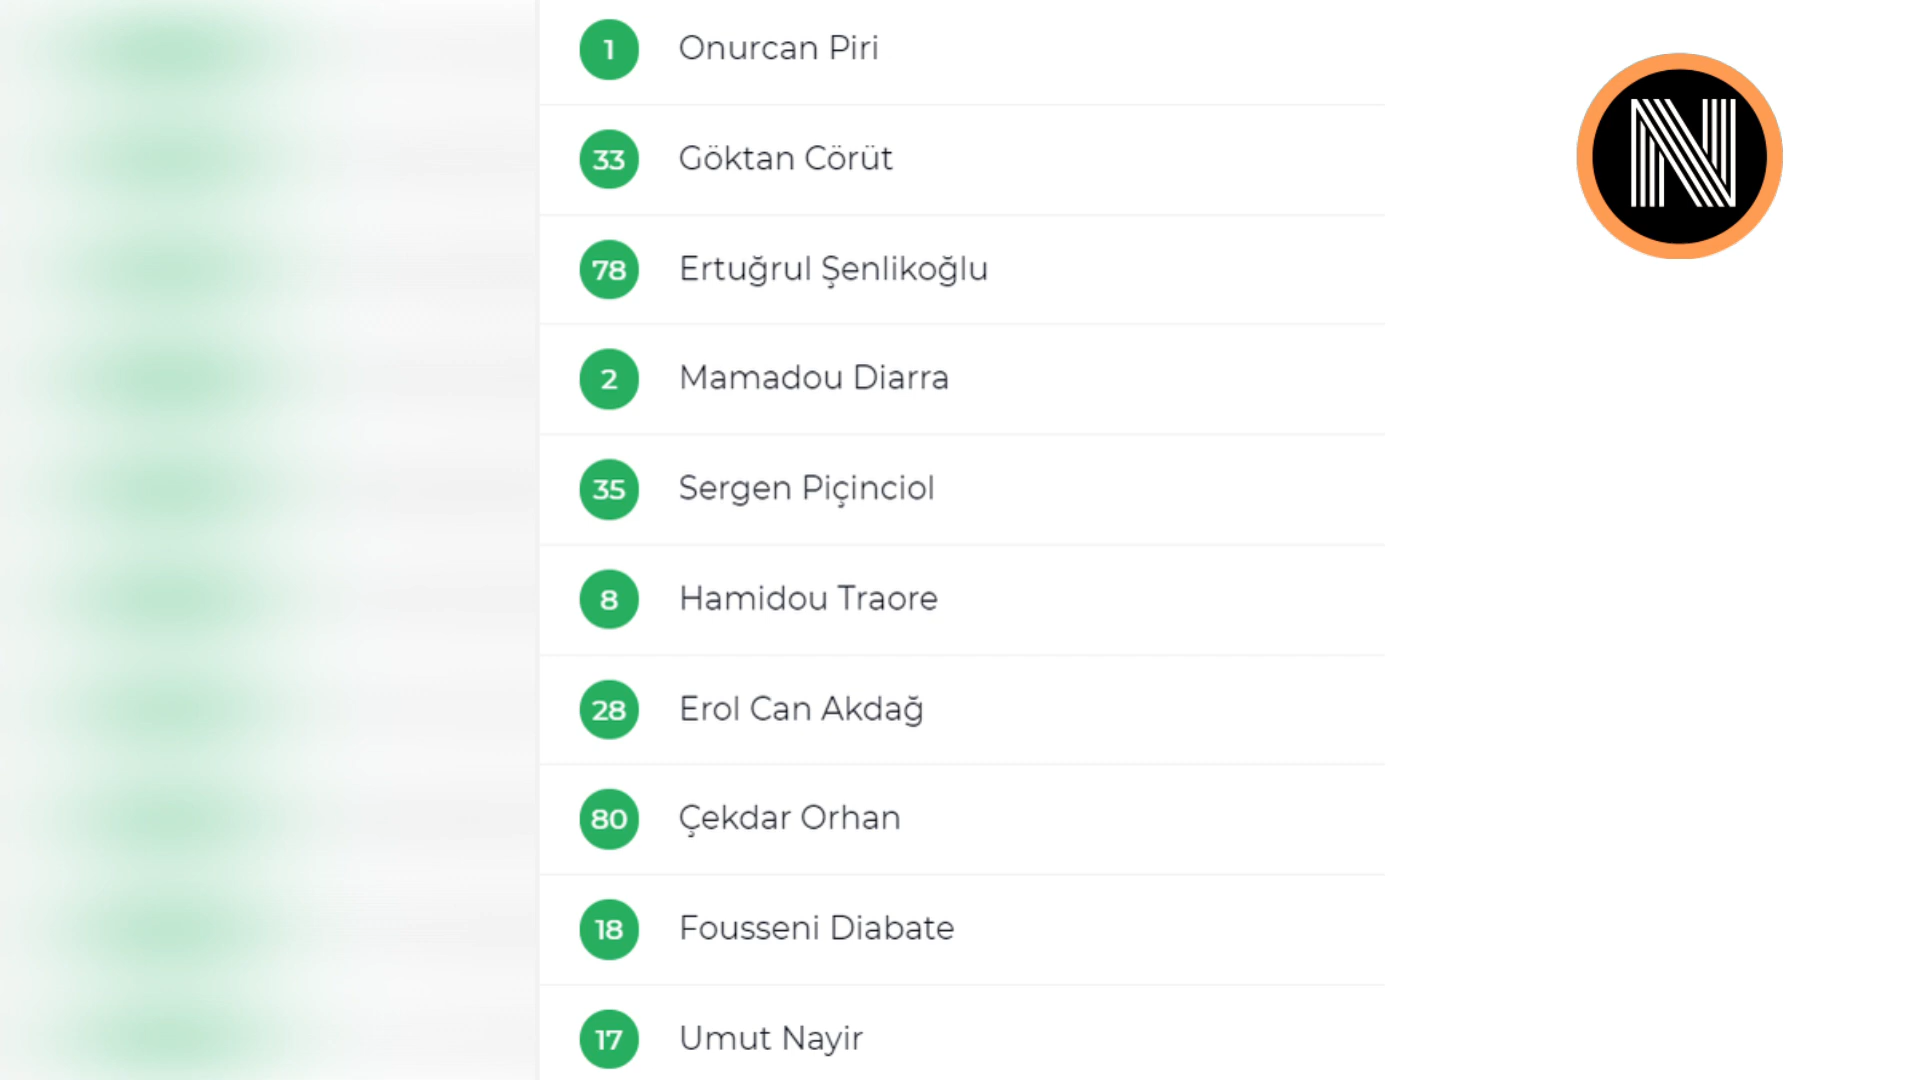 1 Onurcan Piri
33 Göktan Cörüt
78 Ertuğrul Şenlikoğlu
2 Mamadou Diarra
35 Sergen Piçinciol
8 Hamidou Traore
28 Erol Can Akdağ
80 Çekdar Orhan
18 Fousseni Diabate
17 Umut Nayir
N